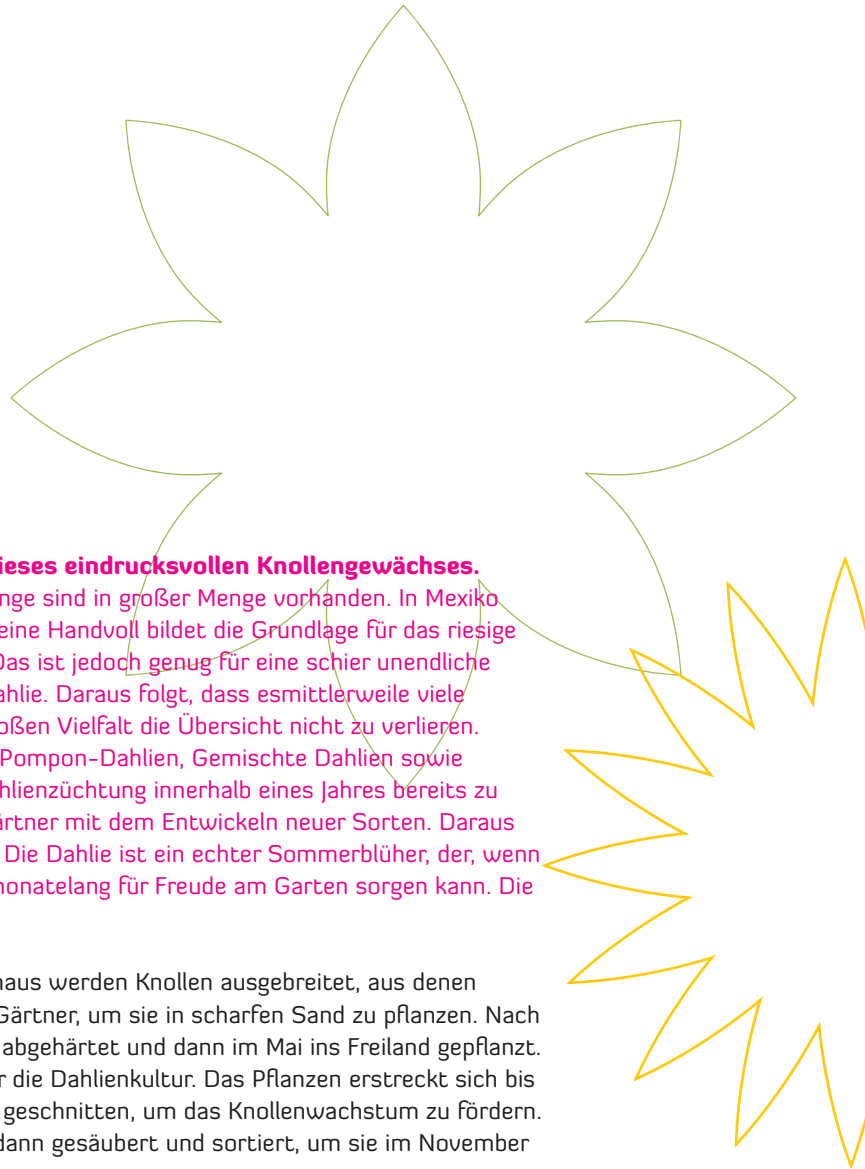 ieses eindrucksvollen Knollengewächses.
nge sind in großer Menge vorhanden. In Mexiko
eine Handvoll bildet die Grundlage für das riesige
Das ist jedoch genug für eine schier unendliche
ahlie. Daraus folgt, dass esmittlerweile viele
oßen Vielfalt die Übersicht nicht zu verlieren.
Pompon-Dahlien, Gemischte Dahlien sowie
hlienzüchtung innerhalb eines Jahres bereits zu
ärtner mit dem Entwickeln neuer Sorten. Daraus
Die Dahlie ist ein echter Sommerblüher, der, wenn
monatelang für Freude am Garten sorgen kann. Die
haus werden Knollen ausgebreitet, aus denen
Gärtner, um sie in scharfen Sand zu pflanzen. Nach
abgehärtet und dann im Mai ins Freiland gepflanzt.
r die Dahlienkultur. Das Pflanzen erstreckt sich bis
geschnitten, um das Knollenwachstum zu fördern.
dann gesäubert und sortiert, um sie im November